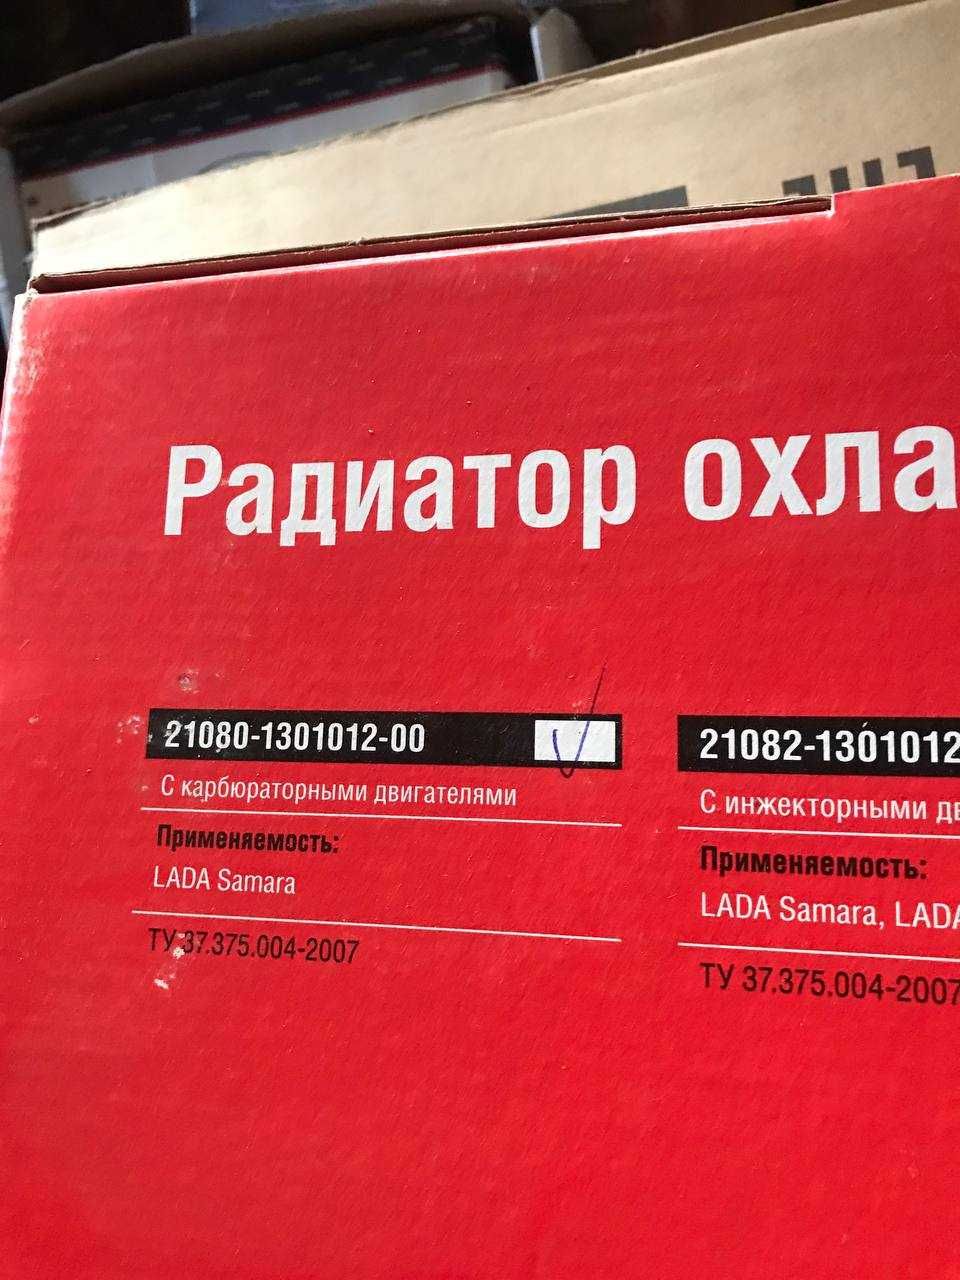 Радиатор охла
21080-1301012-00
С карбюраторными двигателями
Применяемость:
LADA Samara
ТУ 37.375.004-2007
21082-1301012
С инжекторными дв
Применяемость:
LADA Samara, LADA
ТУ 37.375.004-2007